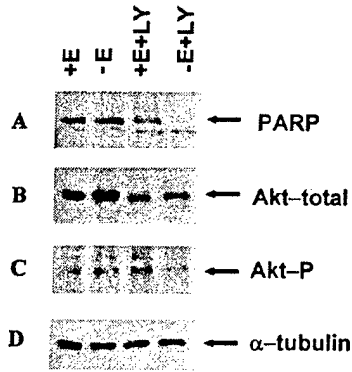 +E -E +E+LY -E+LY
A PARP
B Akt-total
C Akt-P
D α-tubulin